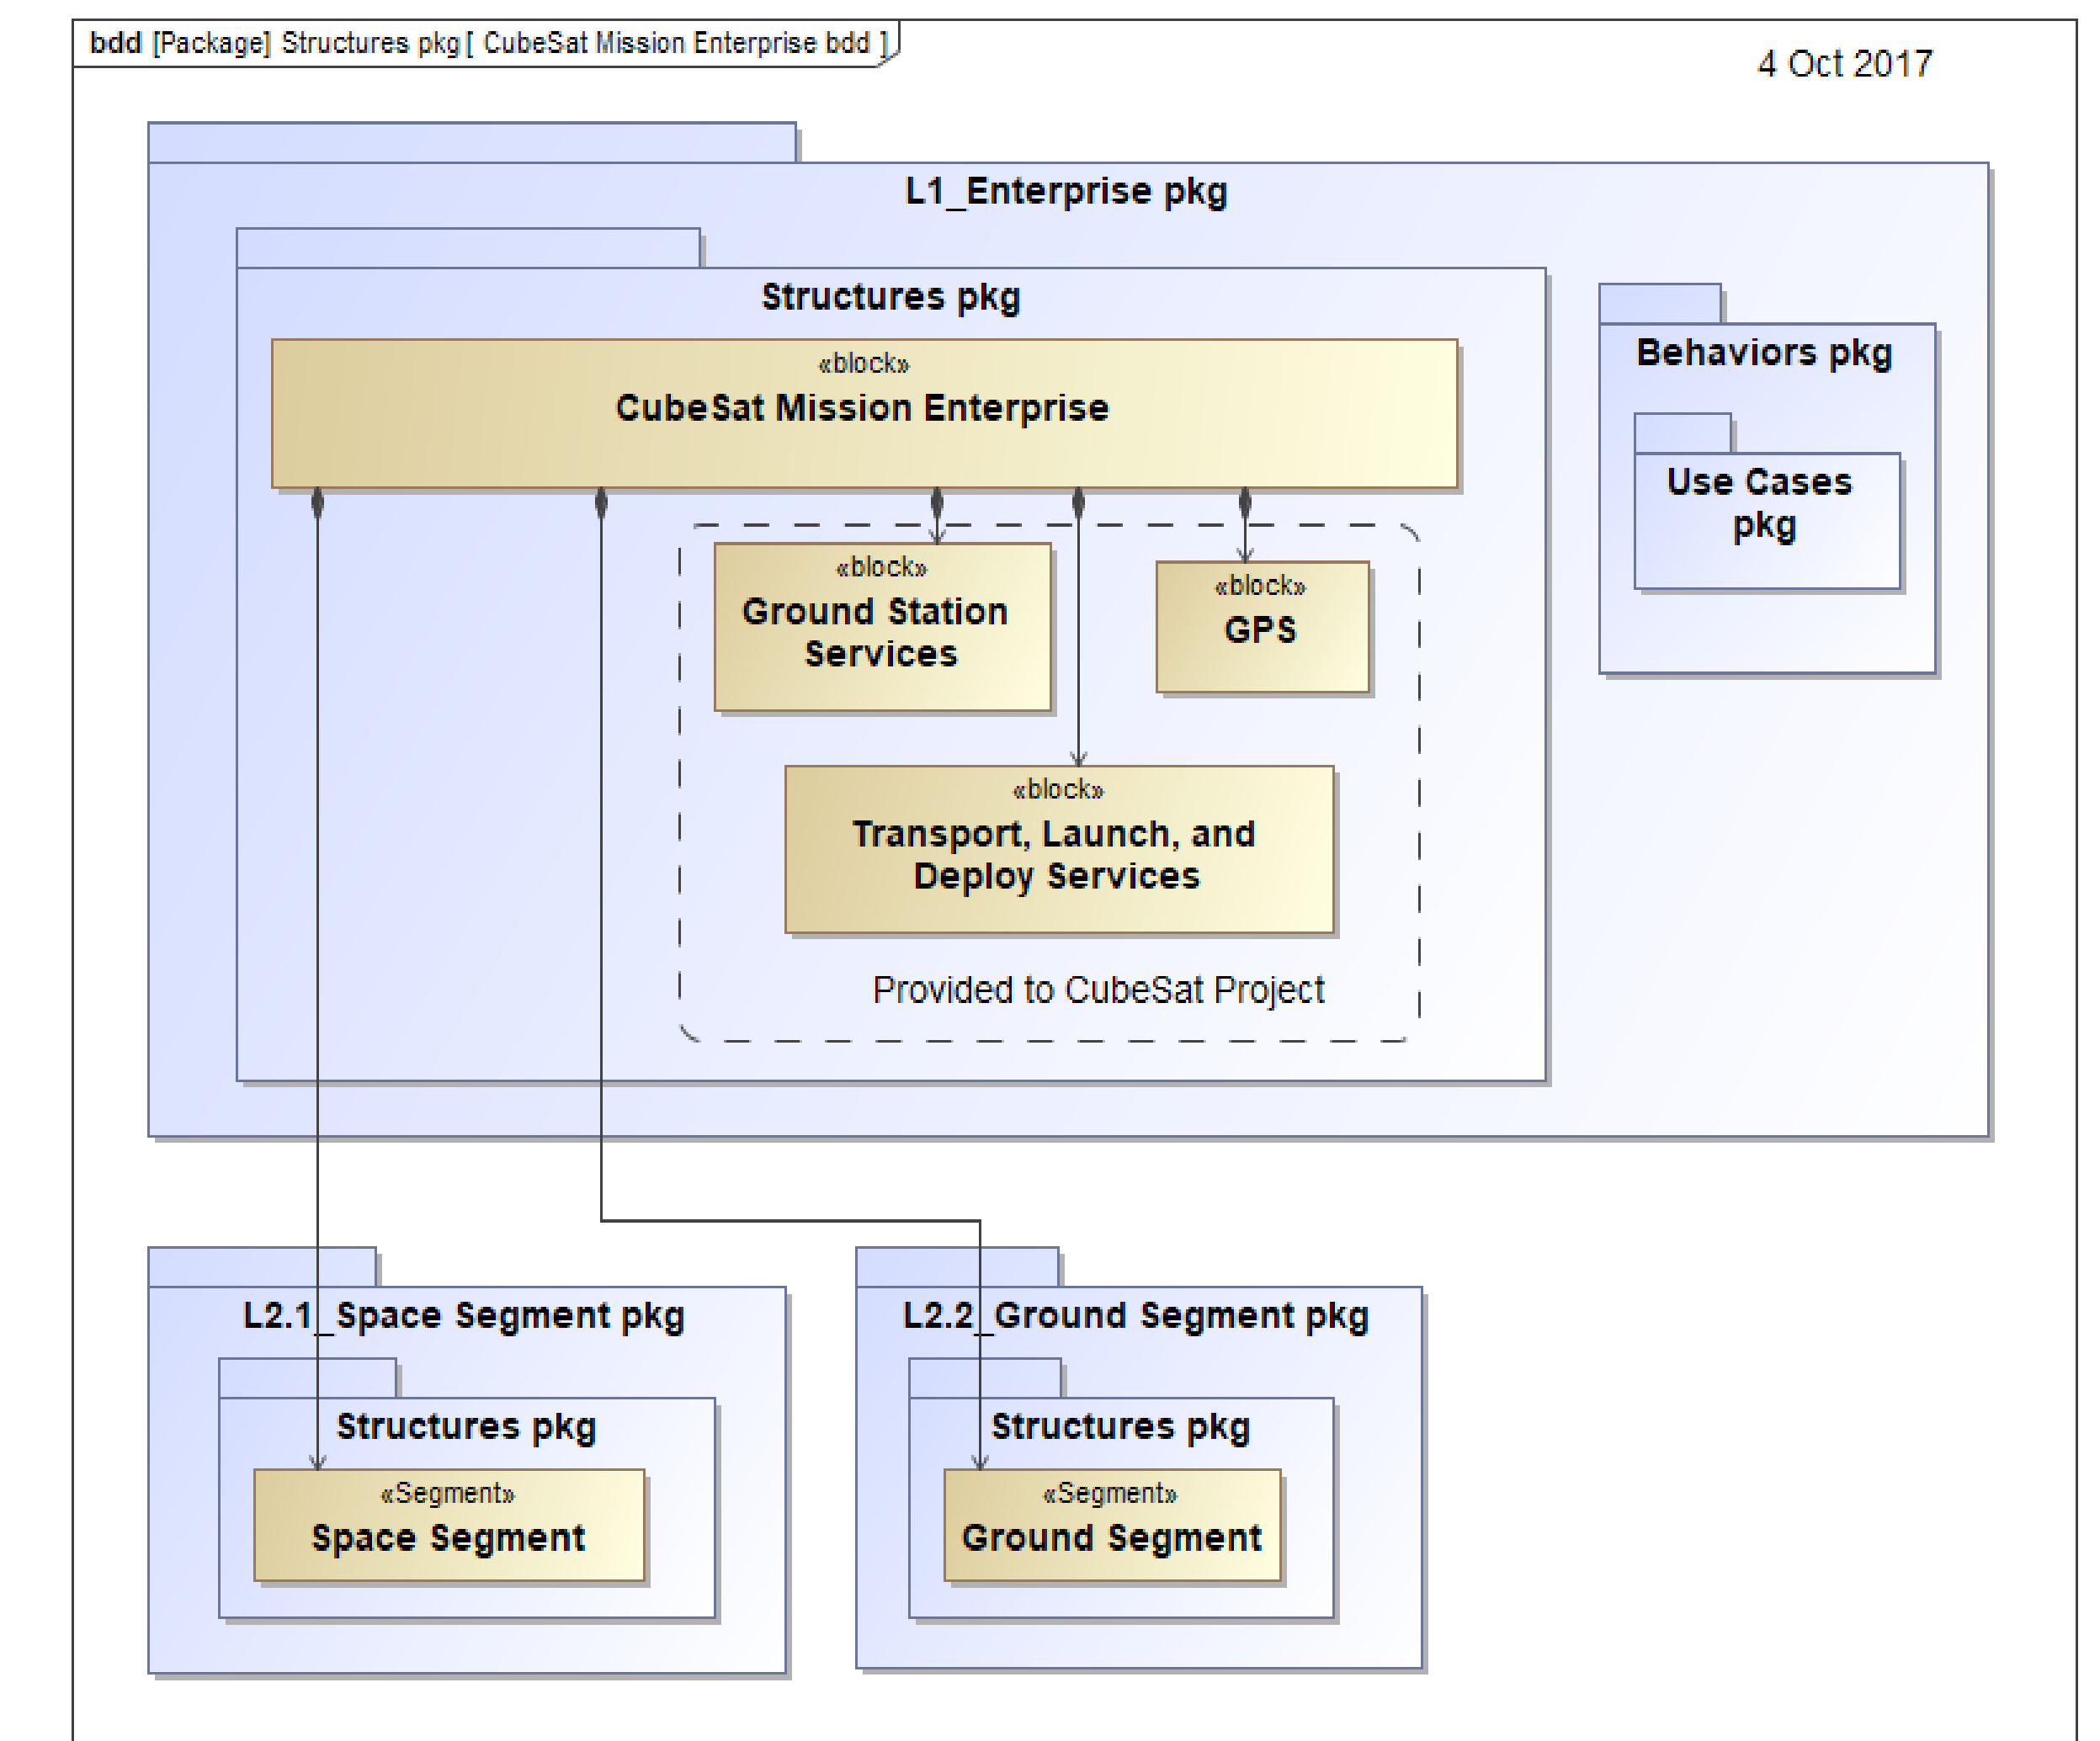 bdd [Package] Structures pkg[ CubeSat Mission Enterprise bdd ]
4 Oct 2017
L1_Enterprise pkg
Structures pkg
«block»
CubeSat Mission Enterprise
Behaviors pkg
Use Cases
pkg
«block»
Ground Station
Services
«block»
GPS
«block»
Transport, Launch, and
Deploy Services
Provided to CubeSat Project
L2.1_Space Segment pkg
Structures pkg
«Segment»
Space Segment
L2.2_Ground Segment pkg
Structures pkg
«Segment»
Ground Segment